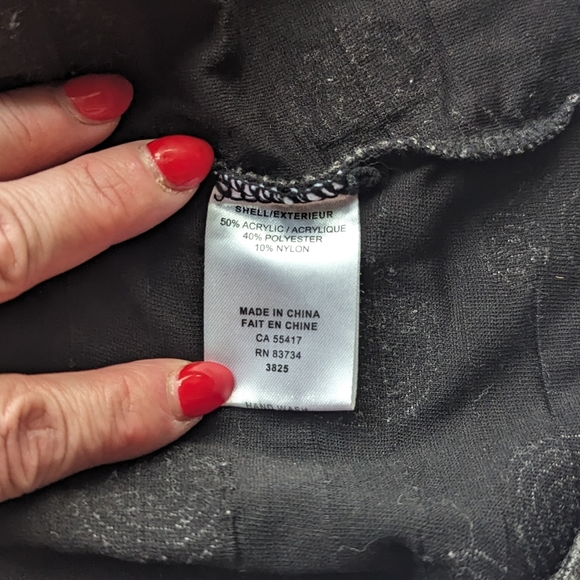 SHELL/EXTERIEUR
50% ACRYLIC / ACRYLIQUE
40% POLYESTER
10% NYLON
MADE IN CHINA
FAIT EN CHINE
CA 55417
RN 83734
3825
HAND WASH